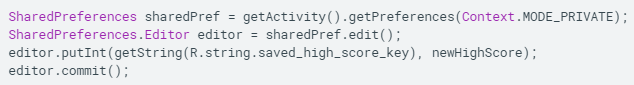 SharedPreferences sharedPref = getActivity().getPreferences(Context.MODE_PRIVATE);
SharedPreferences.Editor editor = sharedPref.edit();
editor.putInt(getString(R.string.saved_high_score_key), newHighScore);
editor.commit();